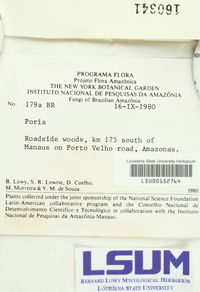 160341
PROGRAMA FLORA
Projeto Flora Amazônica
THE NEW YORK BOTANICAL GARDEN
INSTITUTO NACIONAL DE PESQUISAS DA AMAZÔNIA
Fungi of Brazilian Amazônia
No. 179a BR 16-IX-1980
Poria
Roadside woods, km 175 south of
Manaus on Porto Velho road, Amazonas.
Louisiana State University Herbarium
LSU00152764
B. Lowy, S. R. Lowrie, D. Coelho,
M. Morreira & V. M. de Souza
1980
Plants collected under the joint sponsorship of the National Science Foundation
Latin-American collaborative program and the Conselho Nacional de
Desenvolvimento Científico e Tecnológico in collaboration with the Instituto
Nacional de Pesquisas da Amazônia-Manaus.
LSUM
BERNARD LOWY MYCOLOGICAL HERBARIUM
LOUISIANA STATE UNIVERSITY